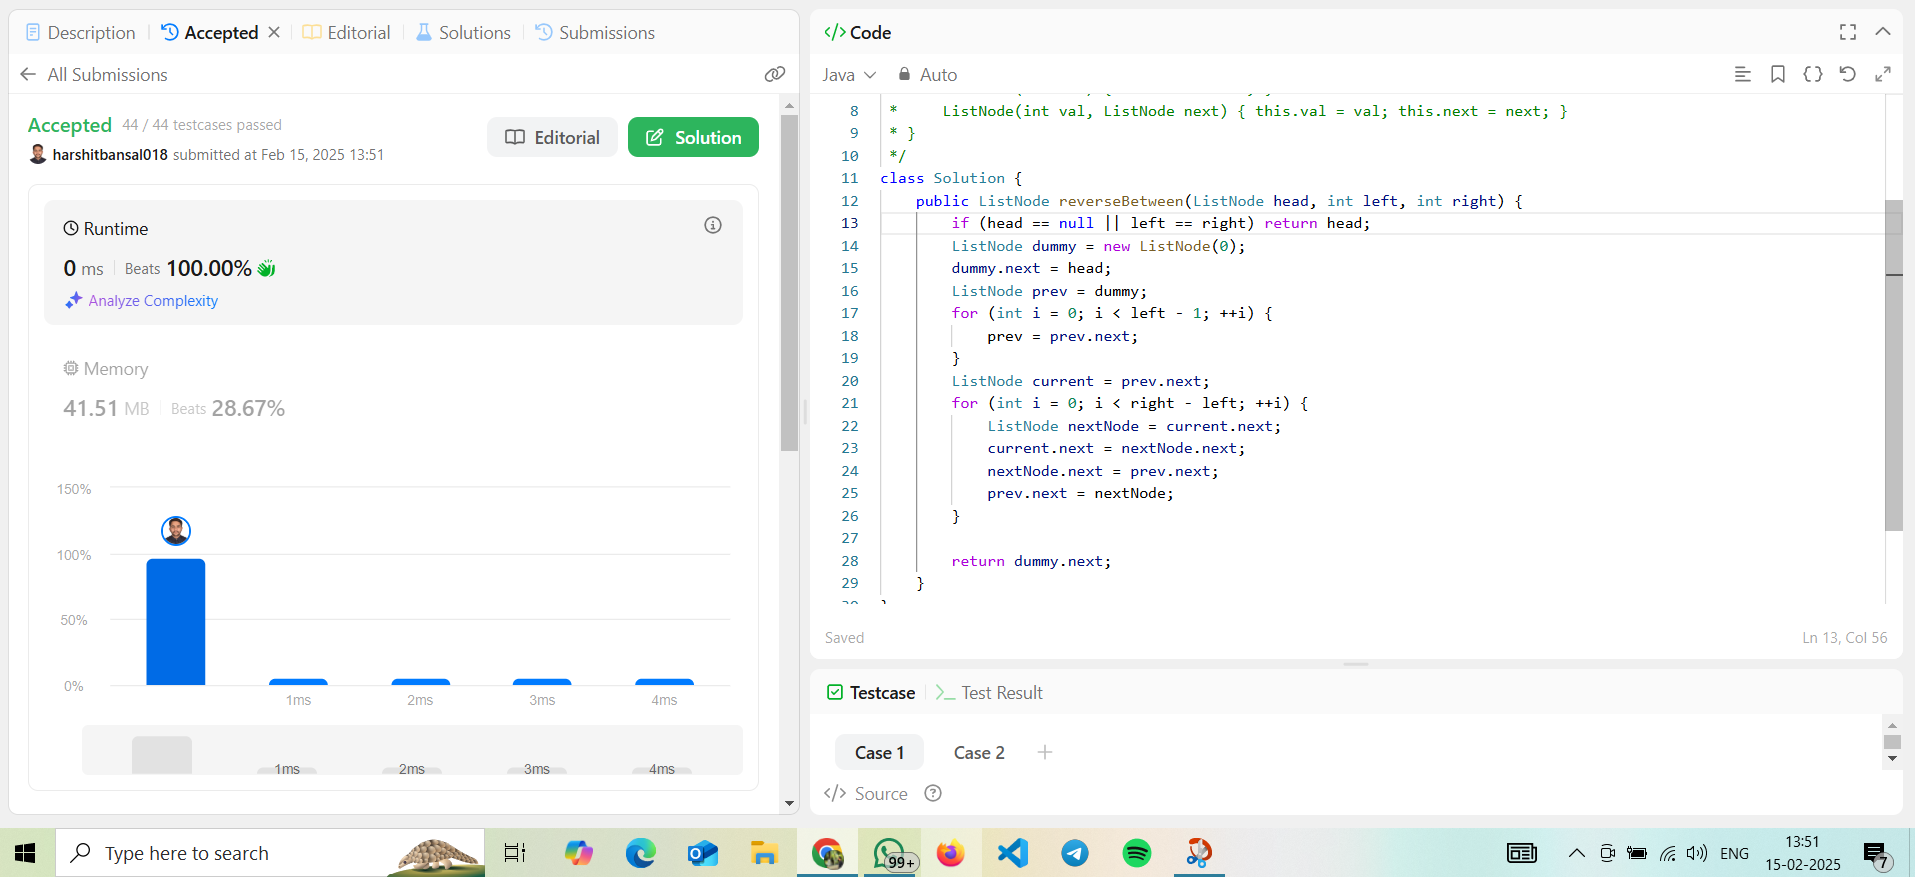 Description
Accepted
Editorial
Solutions
Submissions
All Submissions
Accepted 44 / 44 testcases passed
harshitbansal018 submitted at Feb 15, 2025 13:51
Editorial
Solution
Runtime
0 ms Beats 100.00%
Analyze Complexity
Memory
41.51 MB Beats 28.67%
150%
100%
50%
0%
1ms 2ms 3ms 4ms
1ms 2ms 3ms 4ms
</> Code
Java Auto
8 * ListNode(int val, ListNode next) { this.val = val; this.next = next; }
9 * }
10 */
11 class Solution {
12 public ListNode reverseBetween(ListNode head, int left, int right) {
13 if (head == null || left == right) return head;
14 ListNode dummy = new ListNode(0);
15 dummy.next = head;
16 ListNode prev = dummy;
17 for (int i = 0; i < left - 1; ++i) {
18 prev = prev.next;
19 }
20 ListNode current = prev.next;
21 for (int i = 0; i < right - left; ++i) {
22 ListNode nextNode = current.next;
23 current.next = nextNode.next;
24 nextNode.next = prev.next;
25 prev.next = nextNode;
26 }
27
28 return dummy.next;
29 }
Saved
Ln 13, Col 56
Testcase
Test Result
Case 1 Case 2 +
</> Source
Type here to search
99+
ENG
13:51
15-02-2025
7